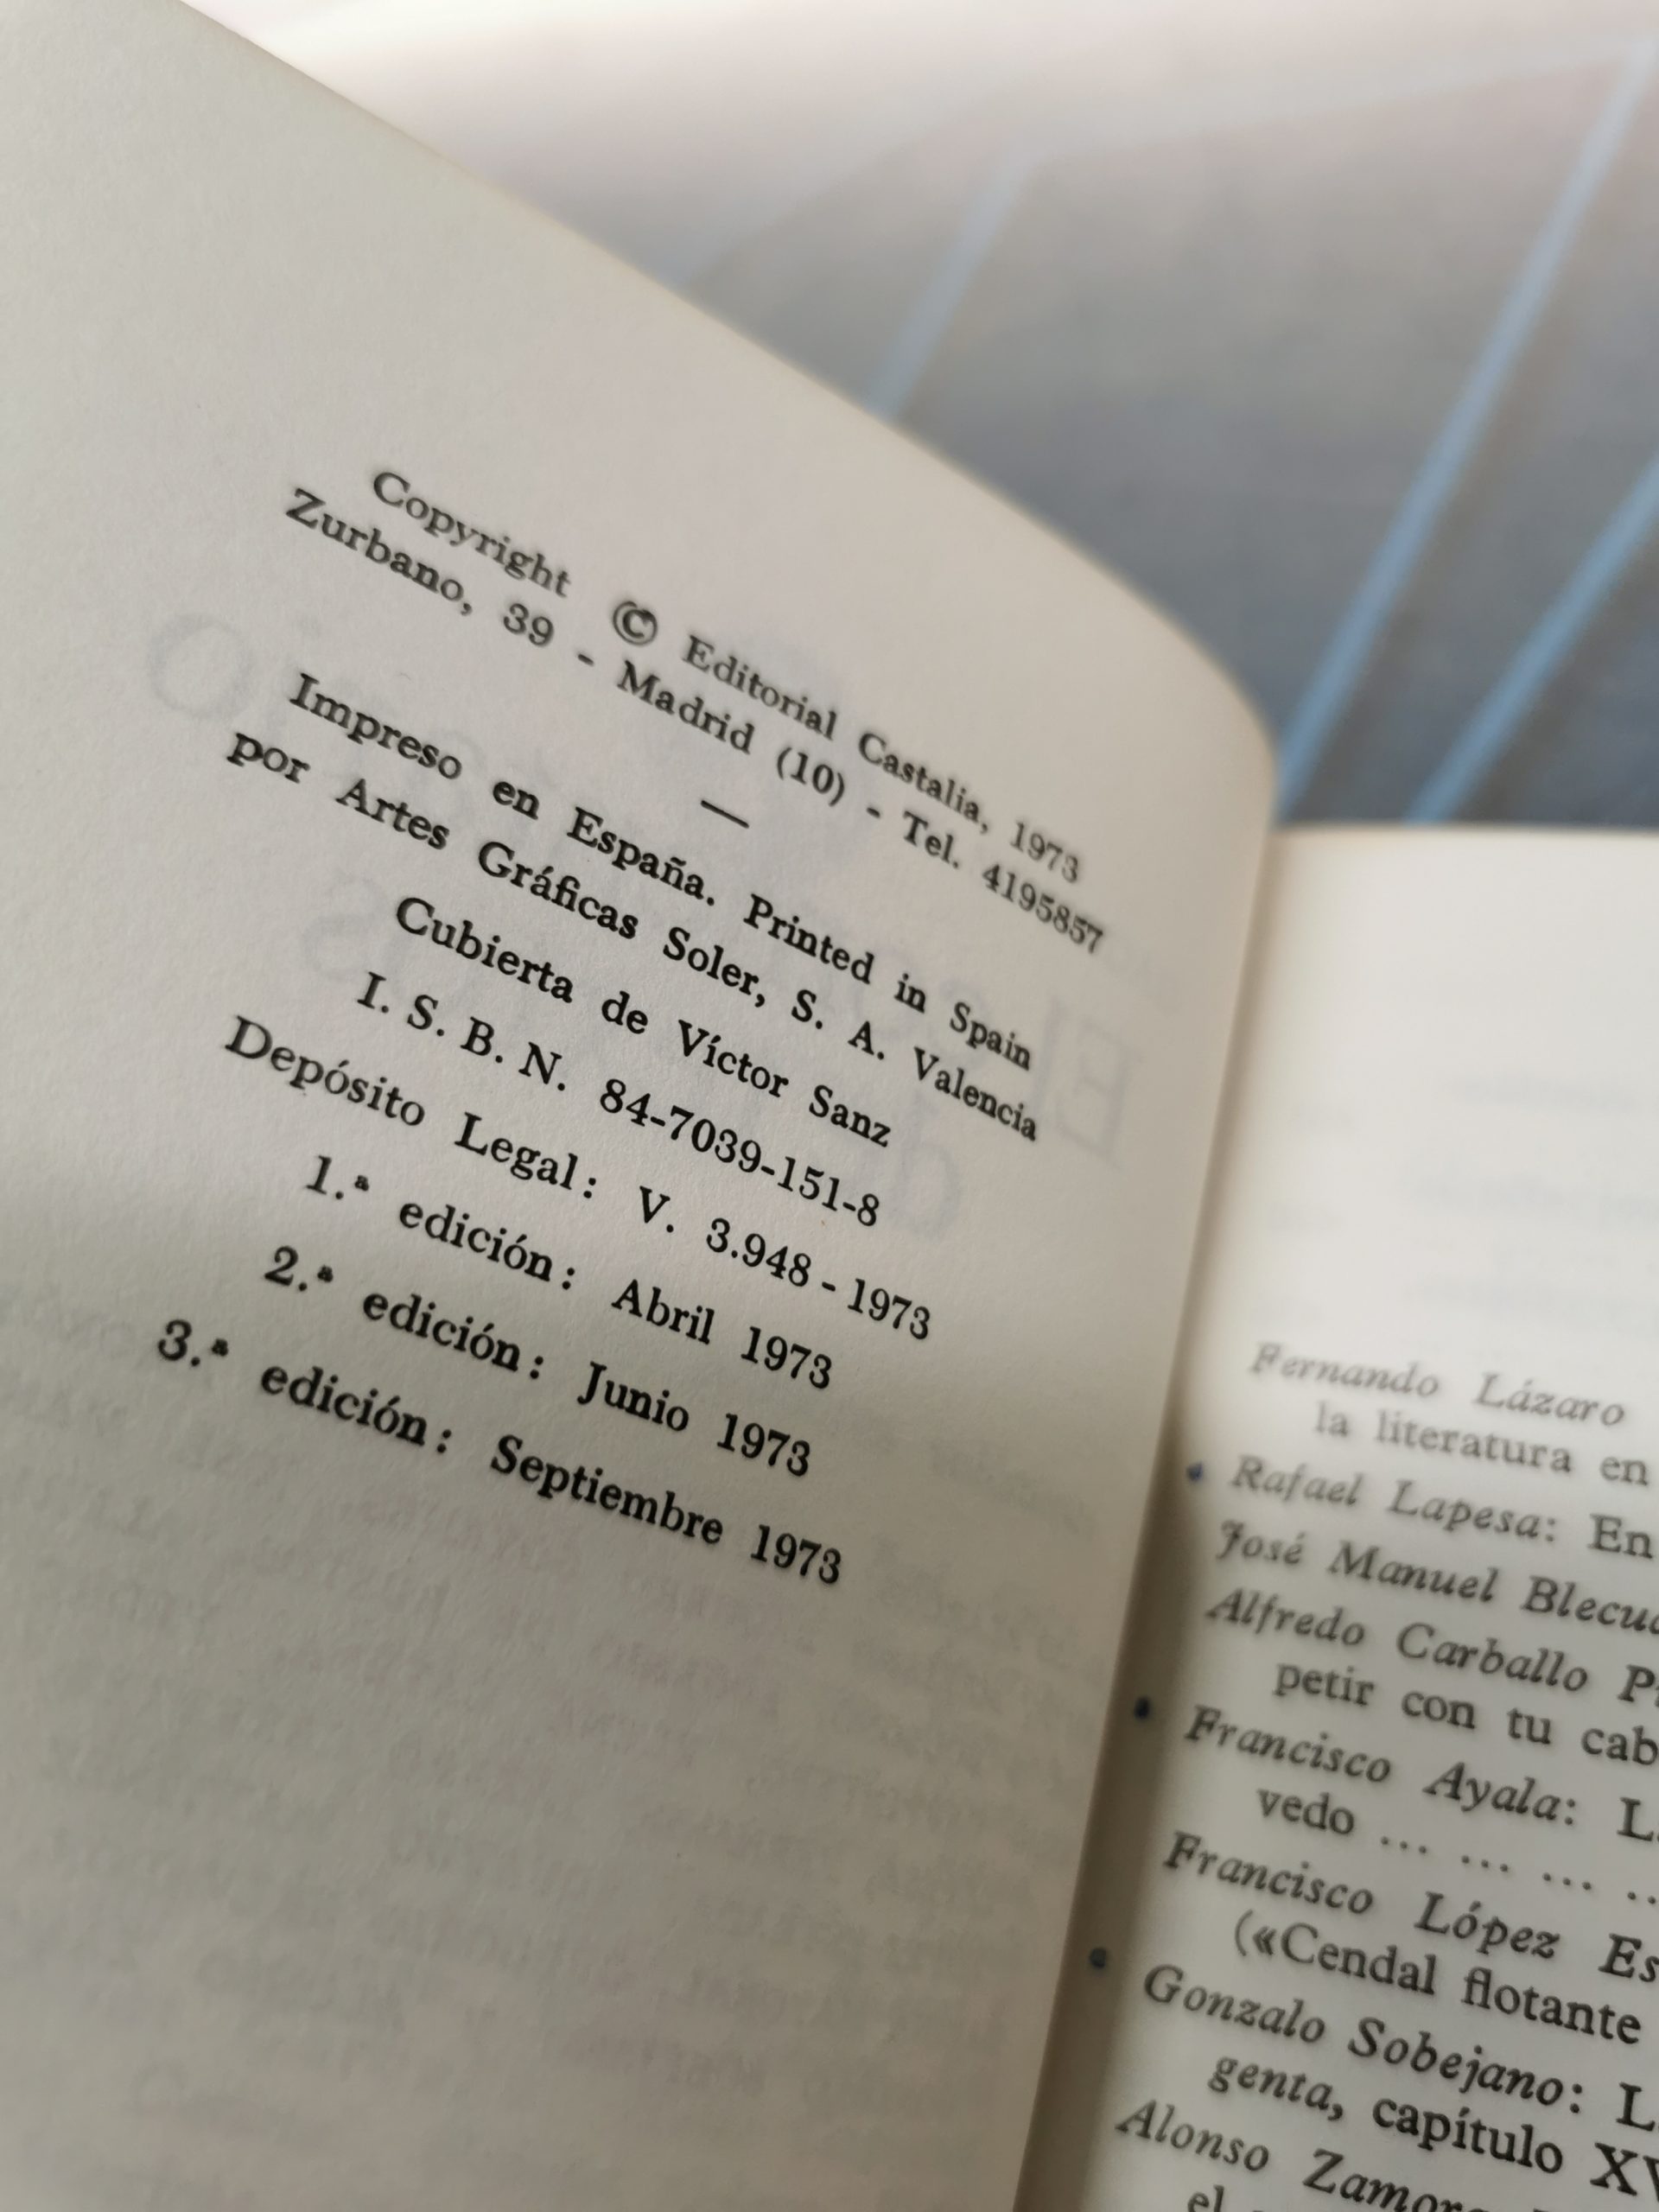 Copyright © Editorial Castalia, 1973
Zurbano, 39 - Madrid (10) - Tel. 4195857
—
Impreso en España. Printed in Spain
por Artes Gráficas Soler, S. A. Valencia
Cubierta de Víctor Sanz
I. S. B. N. 84-7039-151-8
Depósito Legal: V. 3.948 - 1973
1.ª edición: Abril 1973
2.ª edición: Junio 1973
3.ª edición: Septiembre 1973
Fernando Lázaro
la literatura en
Rafael Lapesa: En
José Manuel
Alfredo Carballo
petir con tu
Francisco Ayala:
vedo ... ... ...
Francisco López
(«Cendal flotante
Gonzalo Sobejano:
genta, capítulo
Alonso
el